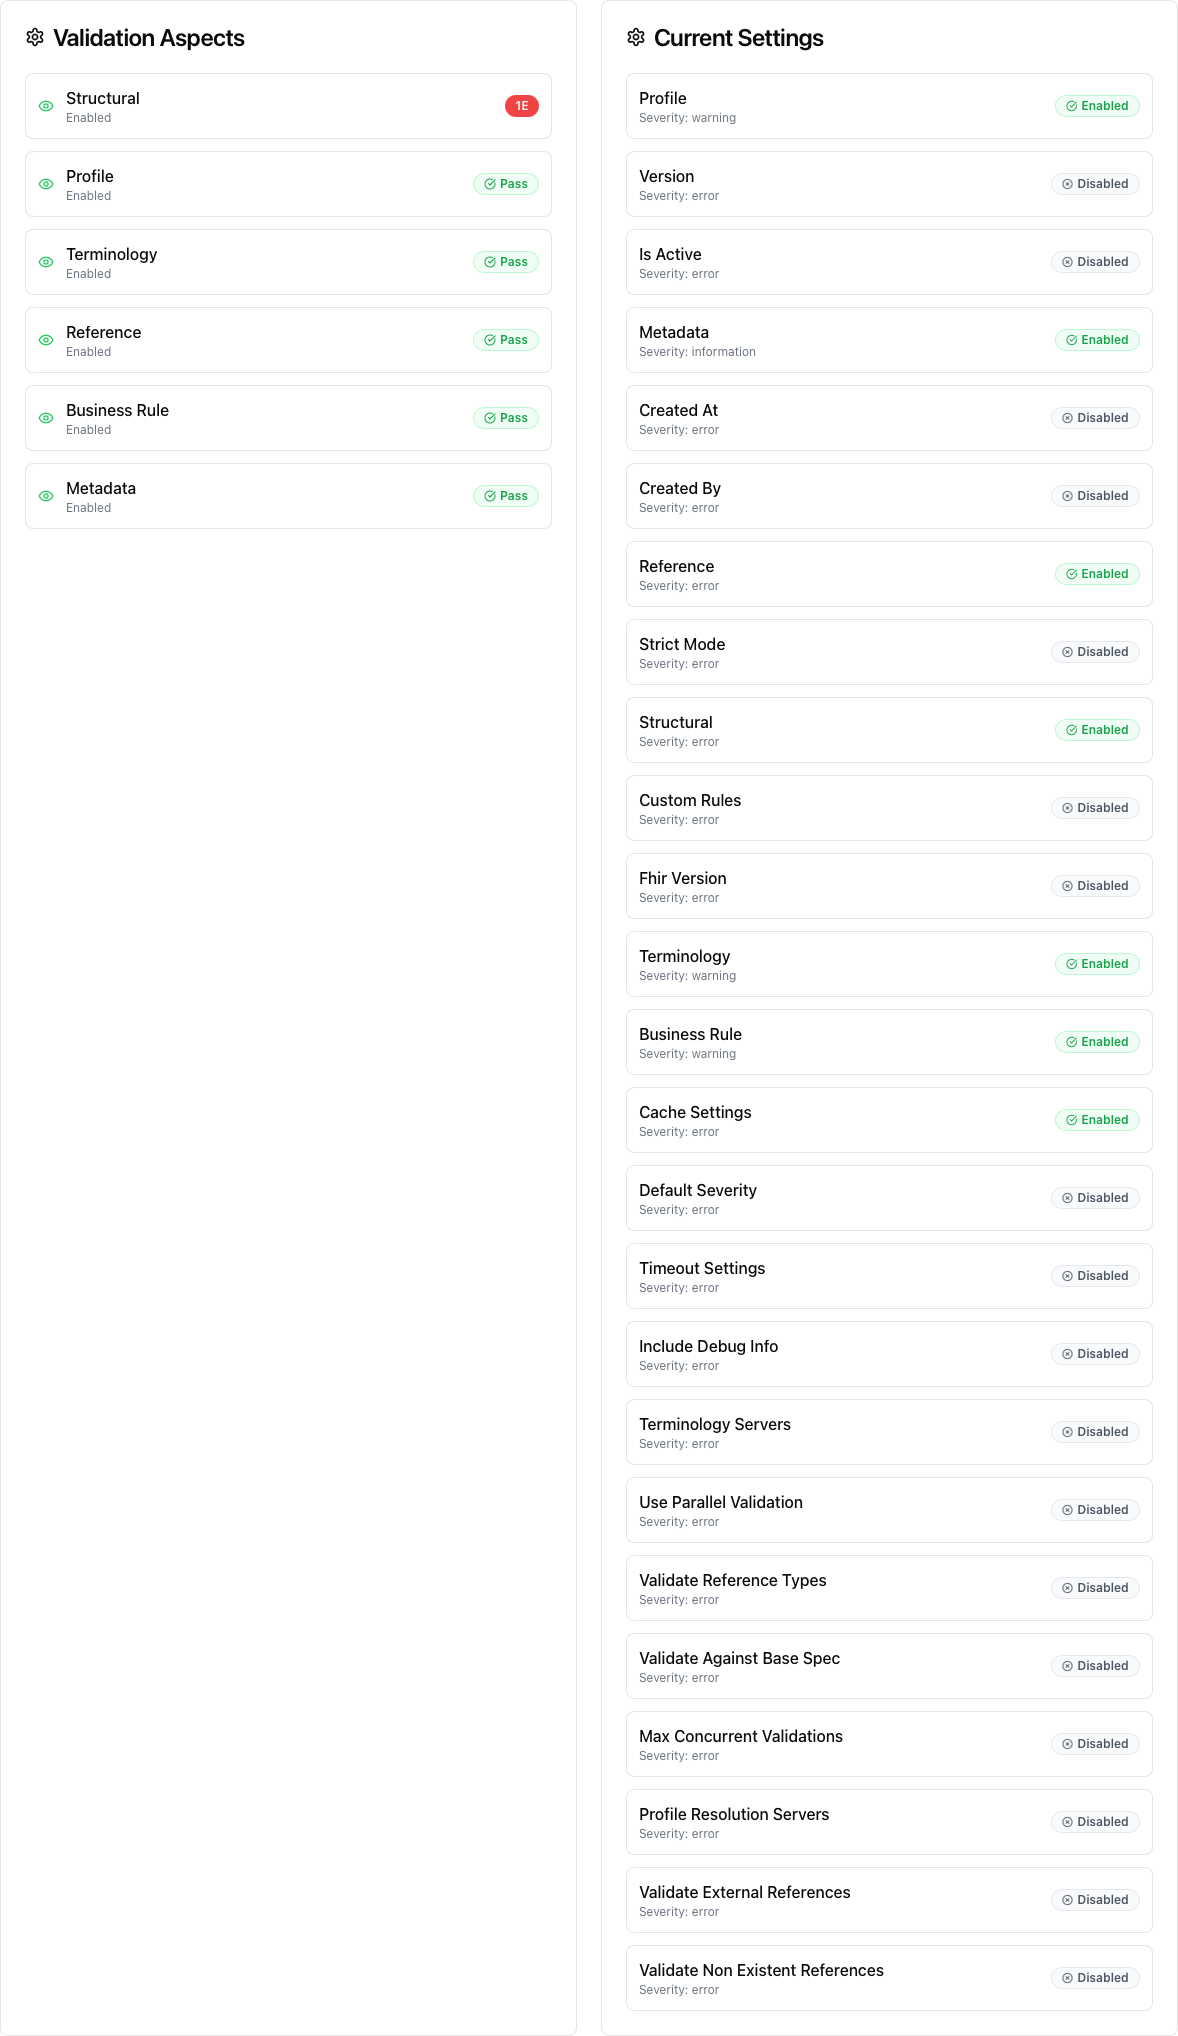 Validation Aspects
Structural
Enabled
1E
Profile
Enabled
Pass
Terminology
Enabled
Pass
Reference
Enabled
Pass
Business Rule
Enabled
Pass
Metadata
Enabled
Pass
Current Settings
Profile
Severity: warning
Enabled
Version
Severity: error
Disabled
Is Active
Severity: error
Disabled
Metadata
Severity: information
Enabled
Created At
Severity: error
Disabled
Created By
Severity: error
Disabled
Reference
Severity: error
Enabled
Strict Mode
Severity: error
Disabled
Structural
Severity: error
Enabled
Custom Rules
Severity: error
Disabled
Fhir Version
Severity: error
Disabled
Terminology
Severity: warning
Enabled
Business Rule
Severity: warning
Enabled
Cache Settings
Severity: error
Enabled
Default Severity
Severity: error
Disabled
Timeout Settings
Severity: error
Disabled
Include Debug Info
Severity: error
Disabled
Terminology Servers
Severity: error
Disabled
Use Parallel Validation
Severity: error
Disabled
Validate Reference Types
Severity: error
Disabled
Validate Against Base Spec
Severity: error
Disabled
Max Concurrent Validations
Severity: error
Disabled
Profile Resolution Servers
Severity: error
Disabled
Validate External References
Severity: error
Disabled
Validate Non Existent References
Severity: error
Disabled